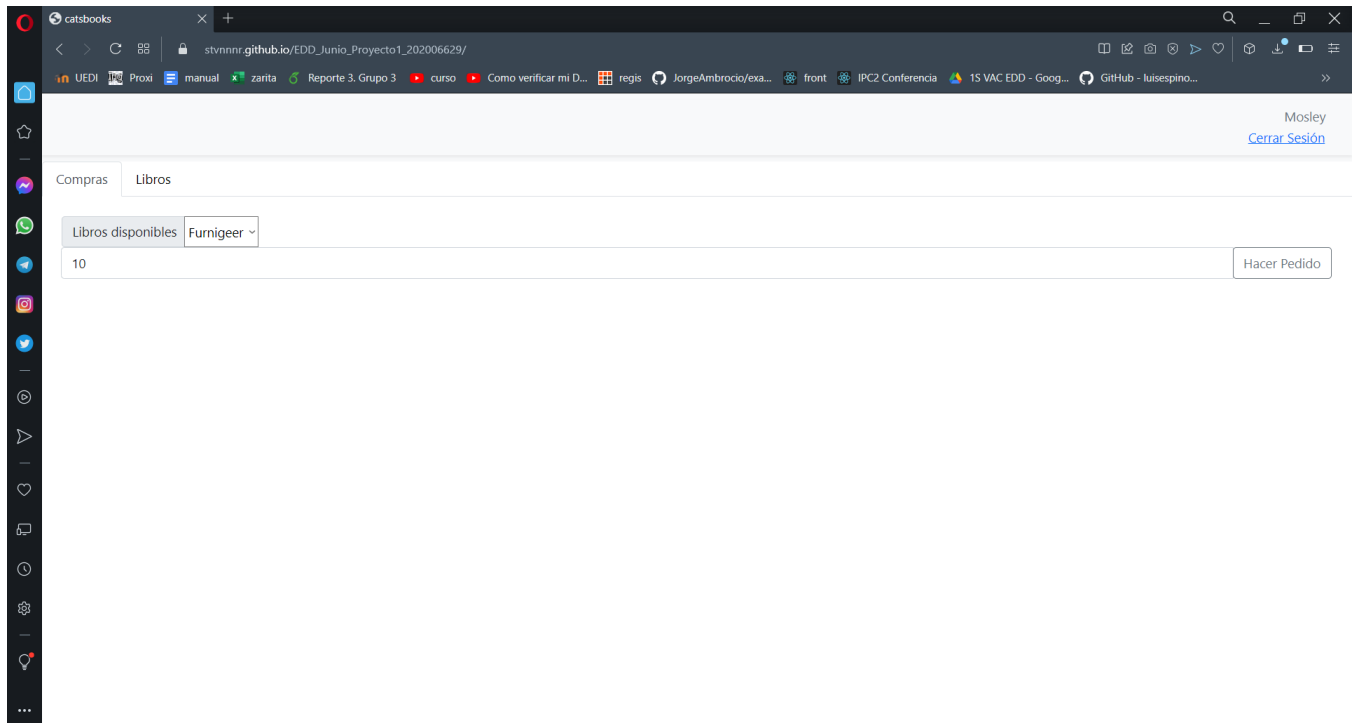 catsbooks
stvnnnr.github.io/EDD_Junio_Proyecto1_202006629/
UEDI Proxi manual zarita Reporte 3. Grupo 3 curso Como verificar mi D... regis JorgeAmbrocio/exa... front IPC2 Conferencia 1S VAC EDD - Goog... GitHub - luisespino...
Mosley
Cerrar Sesión
Compras Libros
Libros disponibles Furnigeer
10 Hacer Pedido